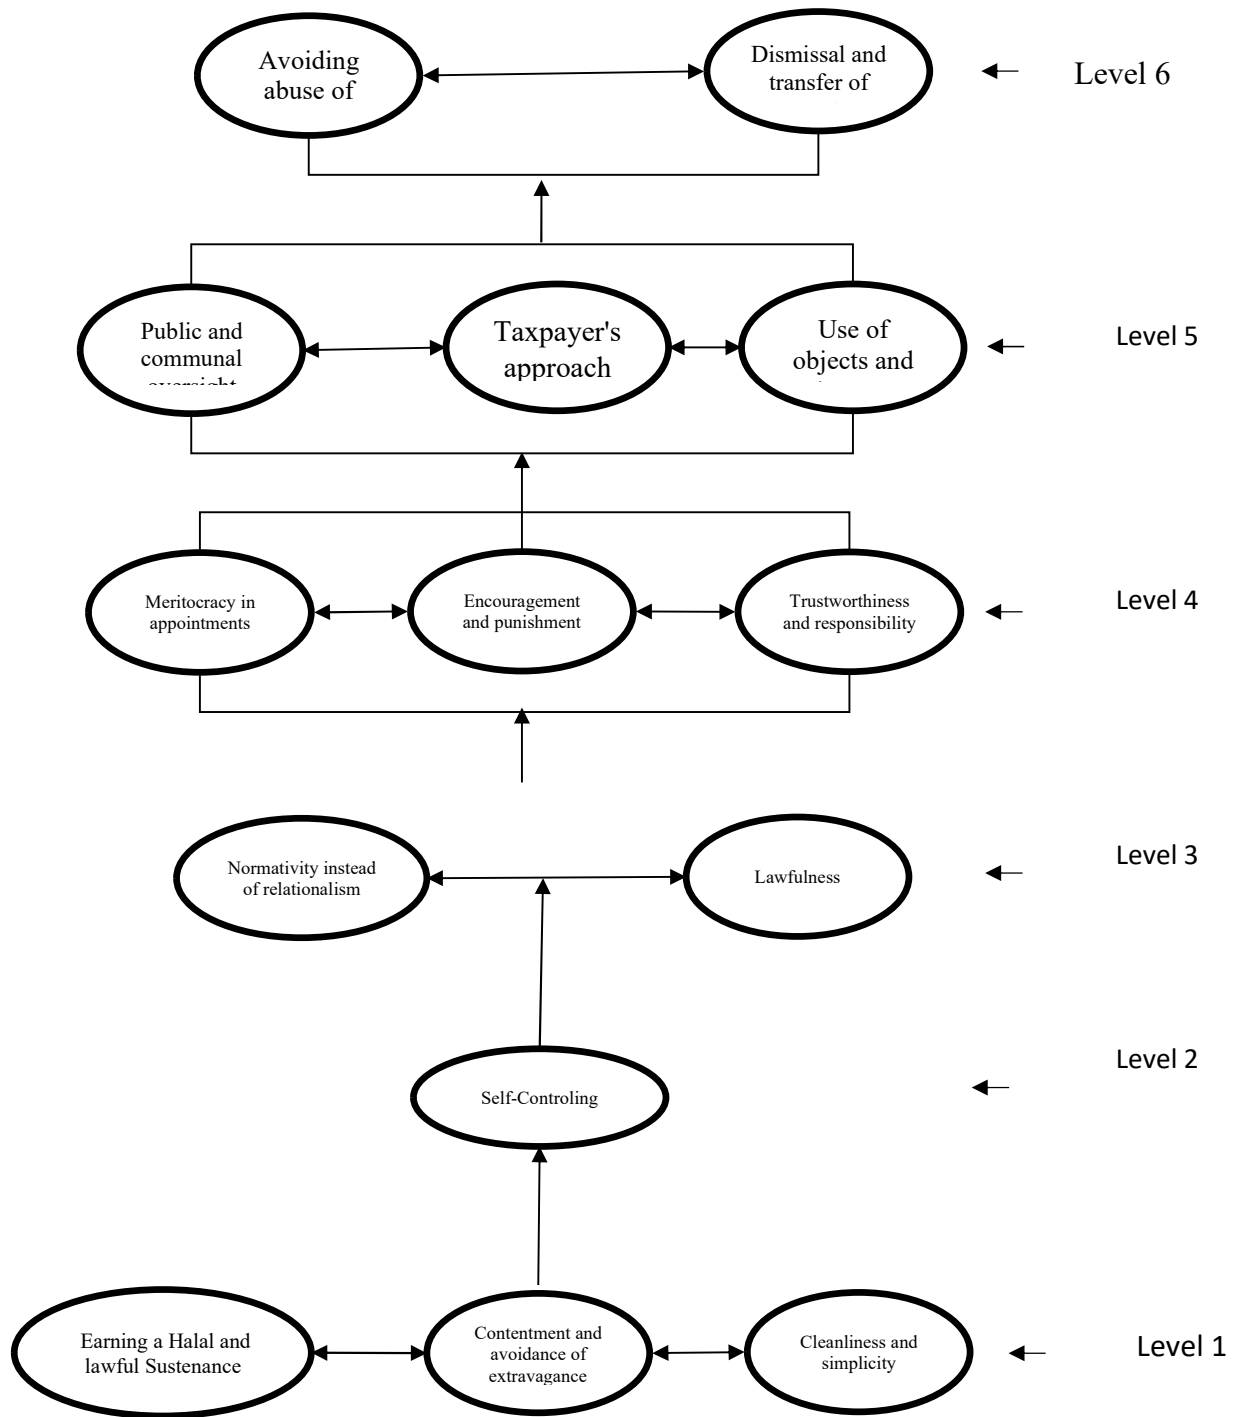 Avoiding
abuse of
Dismissal and
transfer of
Level 6
Public and
communal
oversight
Taxpayer's
approach
Use of
objects and
Level 5
Meritocracy in
appointments
Encouragement
and punishment
Trustworthiness
and responsibility
Level 4
Normativity instead
of relationalism
Lawfulness
Level 3
Self-Controling
Level 2
Earning a Halal and
lawful Sustenance
Contentment and
avoidance of
extravagance
Cleanliness and
simplicity
Level 1